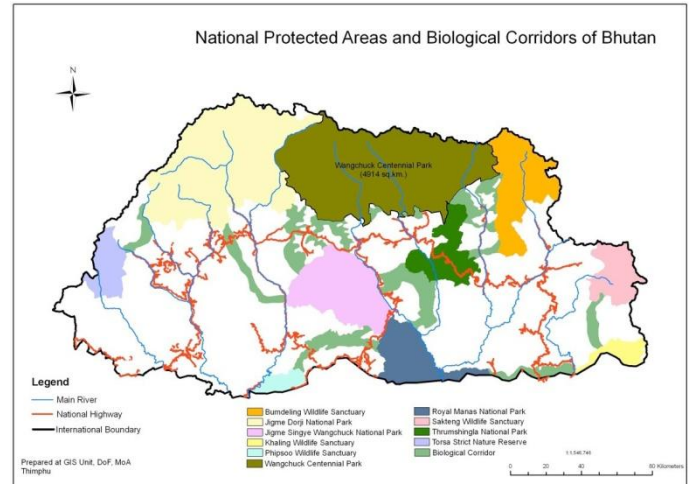 National Protected Areas and Biological Corridors of Bhutan
N
Wangchuck Centennial Park
(4914 sq.km.)
Legend
Main River
National Highway
International Boundary
Bumdeling Wildlife Sanctuary
Jigme Dorji National Park
Jigme Singye Wangchuck National Park
Khaling Wildlife Sanctuary
Phipsoo Wildlife Sanctuary
Wangchuck Centennial Park
Royal Manas National Park
Sakteng Wildlife Sanctuary
Thrumshingla National Park
Torsa Strict Nature Reserve
Biological Corridor
Prepared at GIS Unit, DoF, MoA
Thimphu
0 20 40 80 Kilometers